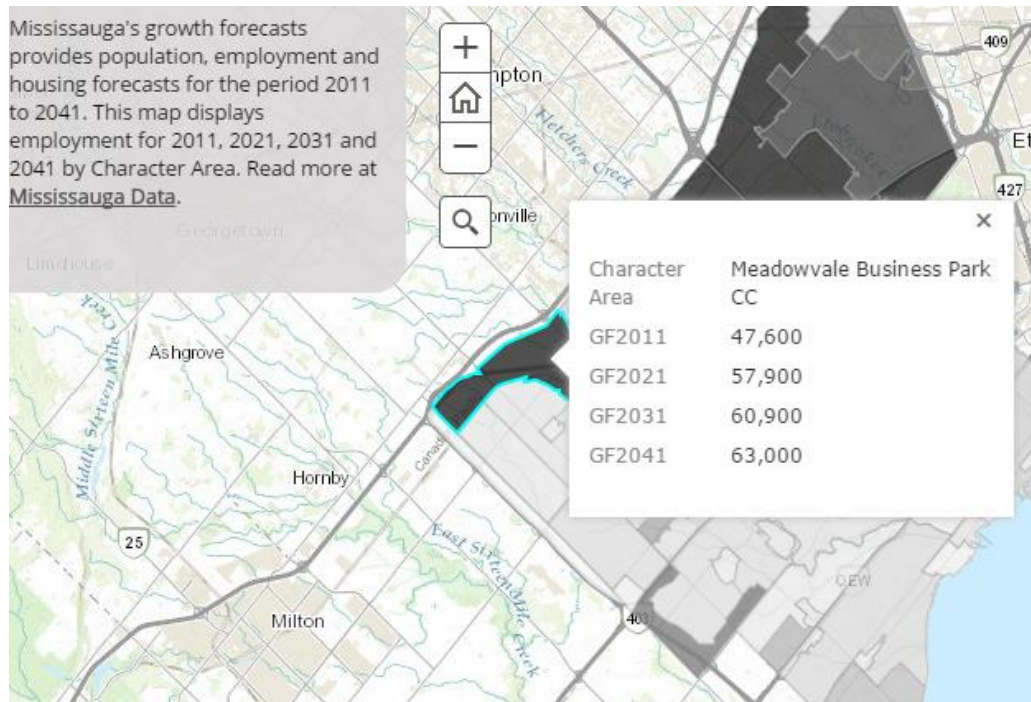 Mississauga's growth forecasts
provides population, employment and
housing forecasts for the period 2011
to 2041. This map displays
employment for 2011, 2021, 2031 and
2041 by Character Area. Read more at
Mississauga Data.
Georgetown
Limehouse
+
−
mpton
onville
Fletchers Creek
Etobicoke
409
Et
427
×
Character Area
Meadowvale Business Park CC
GF2011 47,600
GF2021 57,900
GF2031 60,900
GF2041 63,000
Ashgrove
Middle Sixteen Mile Creek
Hornby
25
East Sixteen Mile Creek
Milton
403
QEW